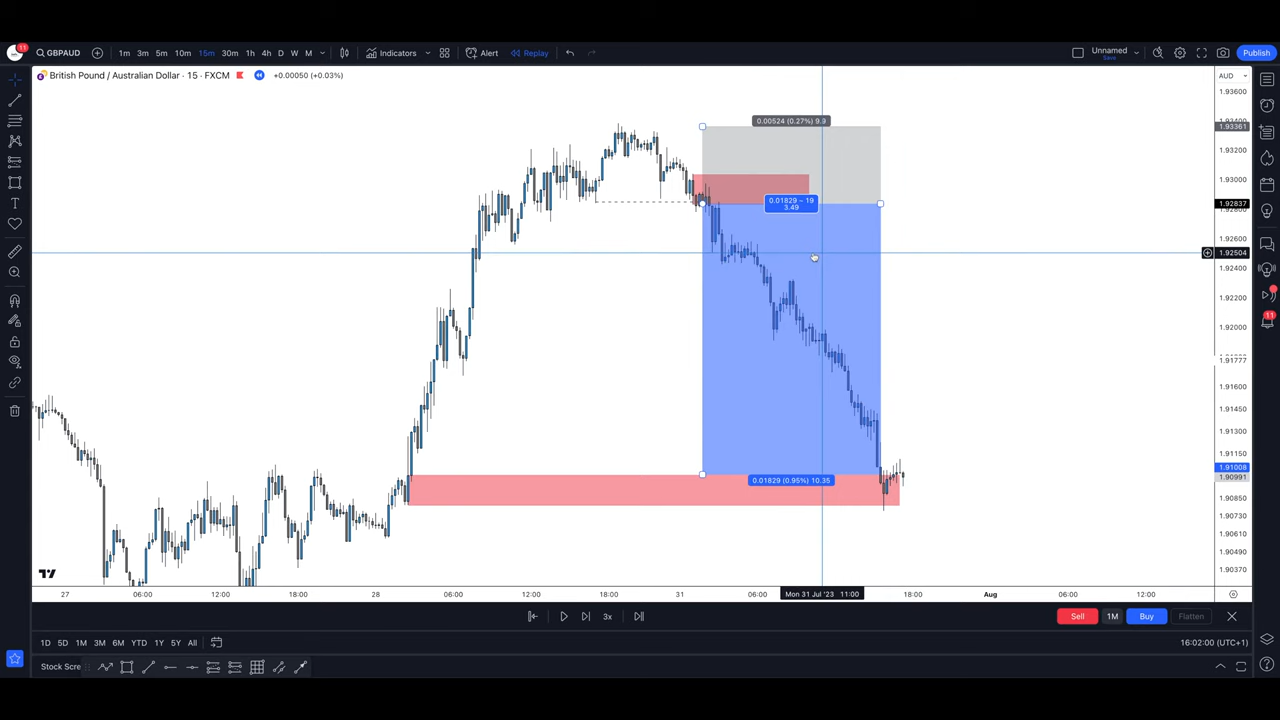 11
GBPAUD
1m 3m 5m 10m 15m 30m 1h 4h D W M
Indicators
Alert
Replay
Unnamed
Save
Publish
British Pound / Australian Dollar · 15 · FXCM
+0.00050 (+0.03%)
AUD
1.93600
1.93361
1.93200
1.93000
1.92837
1.92600
1.92504
1.92400
1.92200
1.92000
1.91777
1.91600
1.91450
1.91300
1.91150
1.91008
1.90991
1.90850
1.90730
1.90610
1.90490
1.90370
0.00524 (0.27%) 9.9
0.01829 ~ 19
3.49
0.01829 (0.95%) 10.35
11
27 06:00 12:00 18:00 28 06:00 12:00 18:00 31 06:00 Mon 31 Jul '23 11:00 18:00 Aug 06:00 12:00
3x
Sell
1M
Buy
Flatten
1D 5D 1M 3M 6M YTD 1Y 5Y All
16:02:00 (UTC+1)
Stock Scre